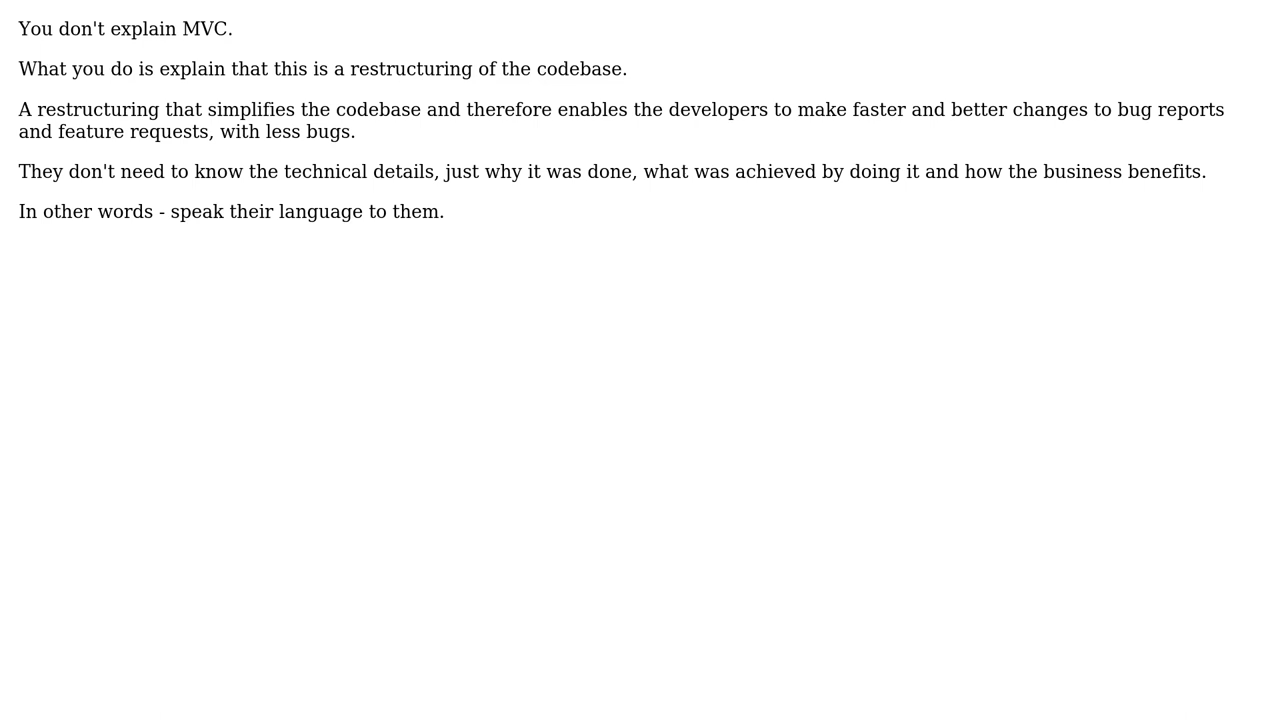 You don't explain MVC.
What you do is explain that this is a restructuring of the codebase.
A restructuring that simplifies the codebase and therefore enables the developers to make faster and better changes to bug reports
and feature requests, with less bugs.
They don't need to know the technical details, just why it was done, what was achieved by doing it and how the business benefits.
In other words - speak their language to them.